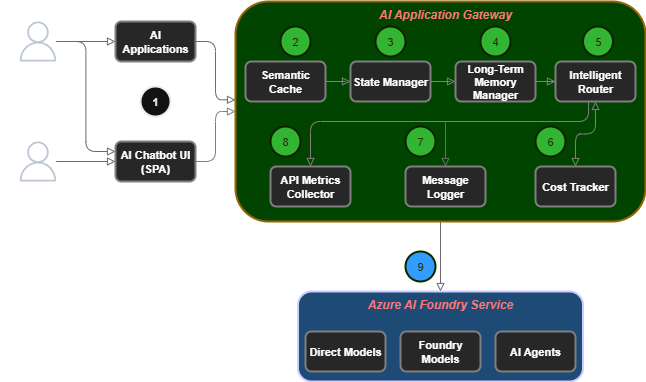 AI Application Gateway
AI
Applications
1
AI Chatbot UI
(SPA)
2
3
4
5
Semantic
Cache
State Manager
Long-Term
Memory
Manager
Intelligent
Router
8
7
6
API Metrics
Collector
Message
Logger
Cost Tracker
9
Azure AI Foundry Service
Direct Models
Foundry
Models
AI Agents